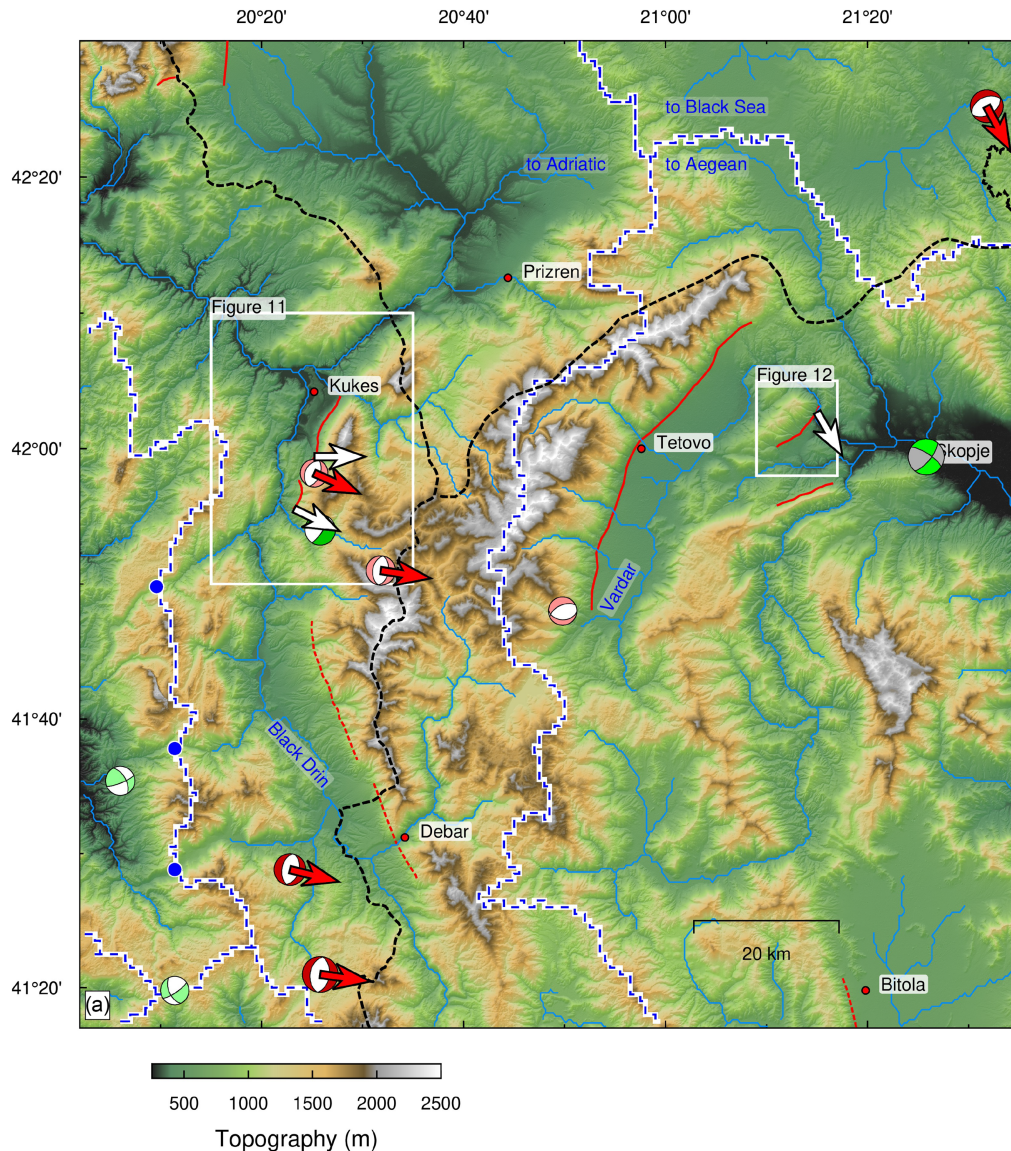 20°20' 20°40' 21°00' 21°20'
to Black Sea
to Adriatic
to Aegean
42°20'
Prizren
Figure 11
Figure 12
Kukes
42°00'
Tetovo
Skopje
Vardar
41°40'
Black Drin
Debar
20 km
Bitola
41°20'
(a)
500 1000 1500 2000 2500
Topography (m)